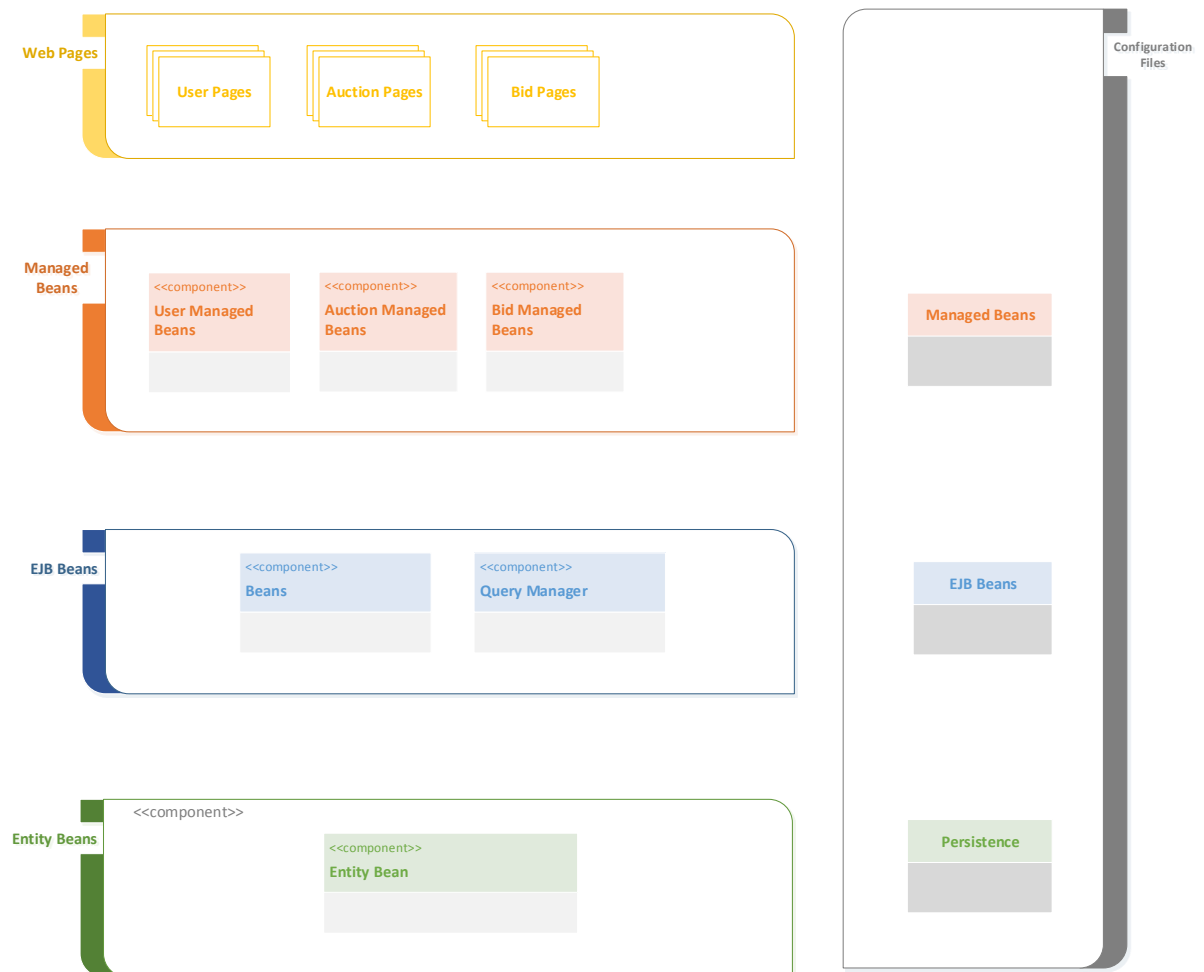 Web Pages
User Pages
Auction Pages
Bid Pages
Configuration
Files
Managed
Beans
<<component>>
User Managed
Beans
<<component>>
Auction Managed
Beans
<<component>>
Bid Managed
Beans
Managed Beans
EJB Beans
<<component>>
Beans
<<component>>
Query Manager
EJB Beans
Entity Beans
<<component>>
<<component>>
Entity Bean
Persistence